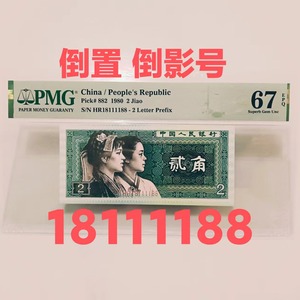 倒置 倒影号
PMG
PAPER MONEY GUARANTY
China / People's Republic
Pick# 882 1980 2 Jiao
S/N HR18111188 - 2 Letter Prefix
67 EPQ
Superb Gem Unc
中国人民银行
贰角
2 2
18111188